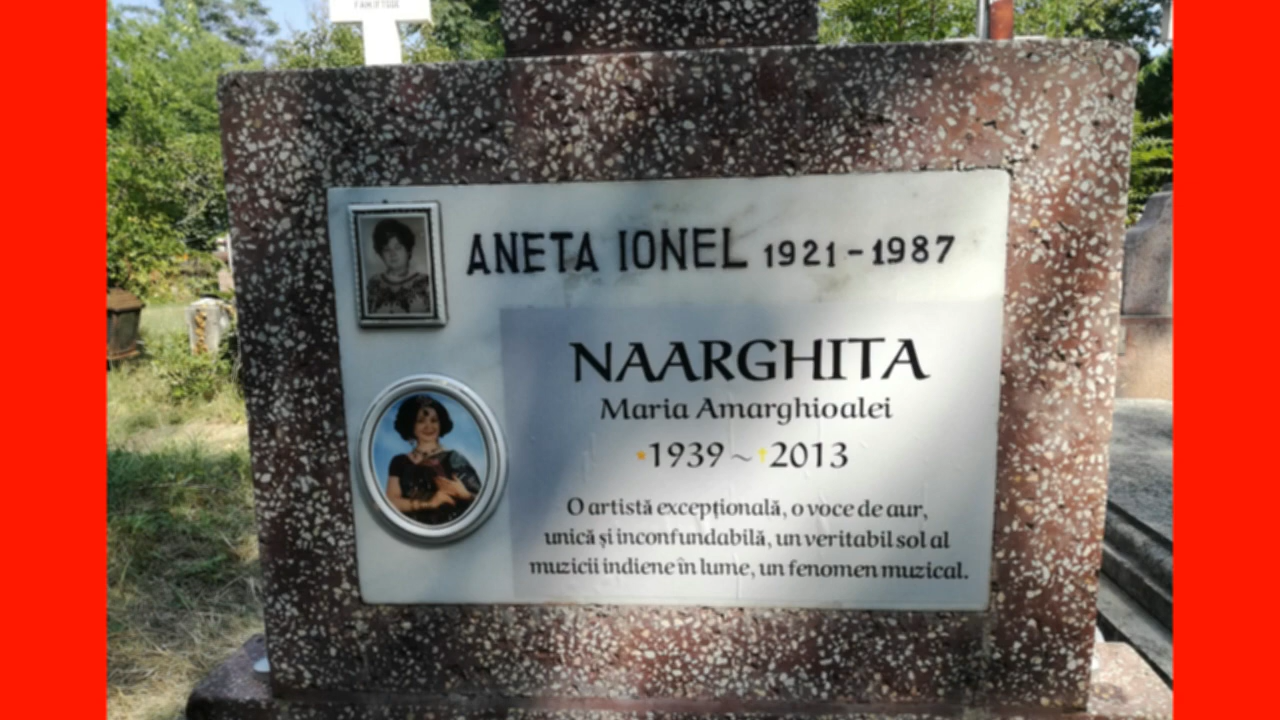 ANETA IONEL 1921-1987
NAARGHITA
Maria Amarghioalei
*1939~†2013
O artistă excepțională, o voce de aur,
unică și inconfundabilă, un veritabil sol al
muzicii indiene în lume, un fenomen muzical.